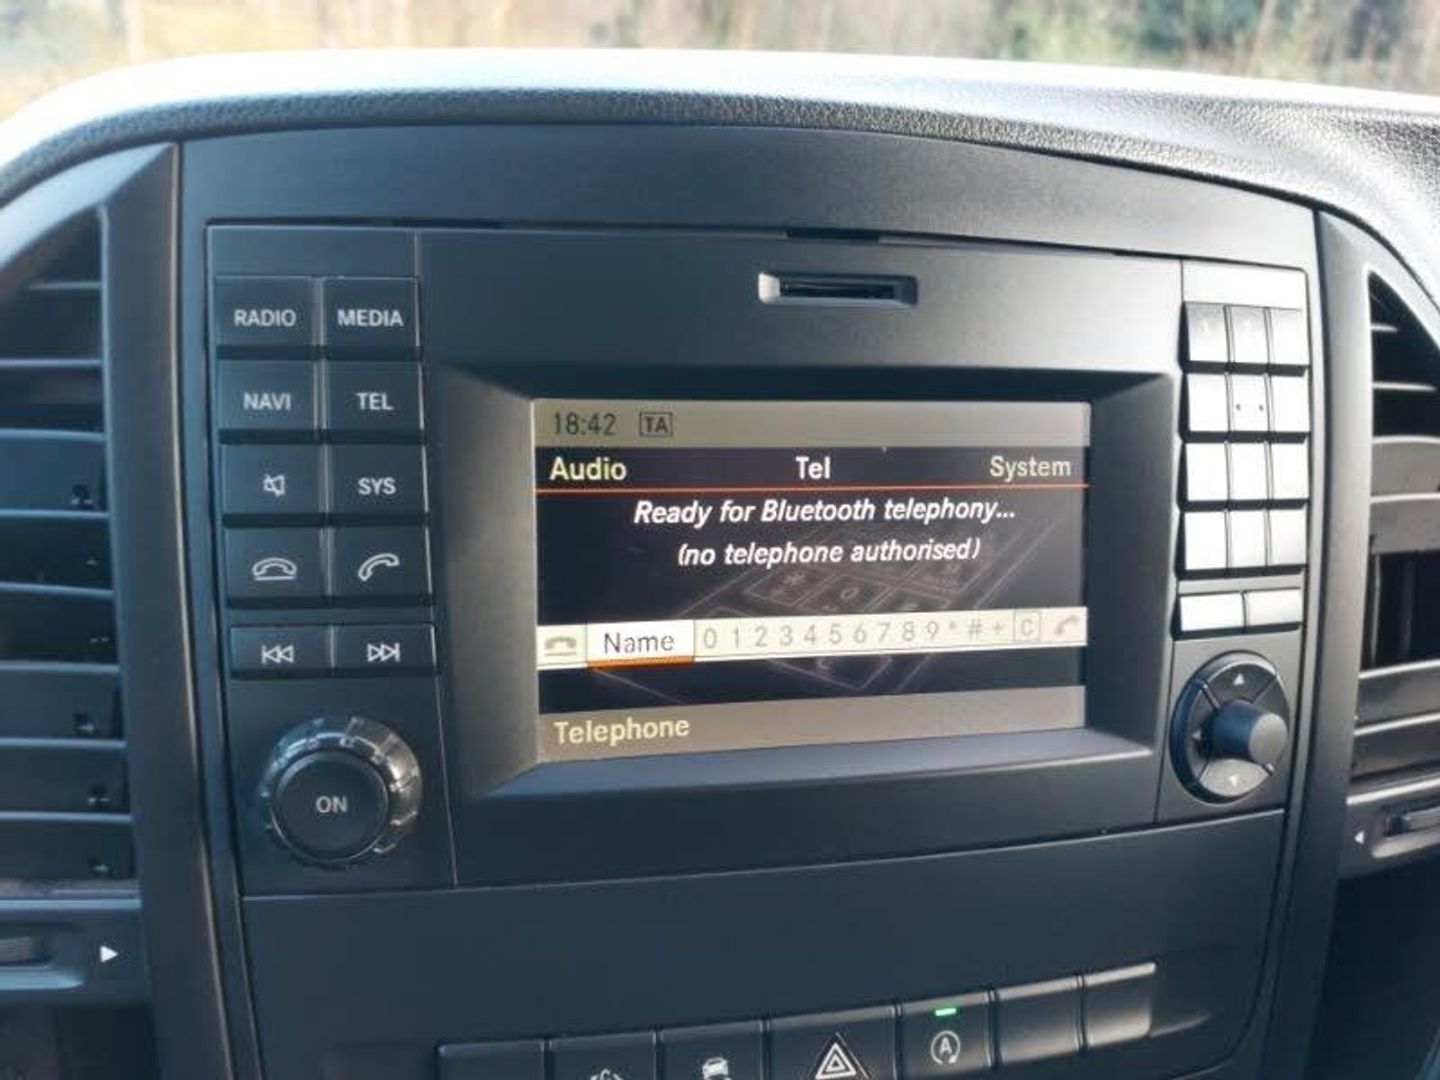 RADIO MEDIA
NAVI TEL
SYS
ON
18:42 TA
Audio Tel System
Ready for Bluetooth telephony...
(no telephone authorised)
Name 0 1 2 3 4 5 6 7 8 9 * # + C
Telephone
A